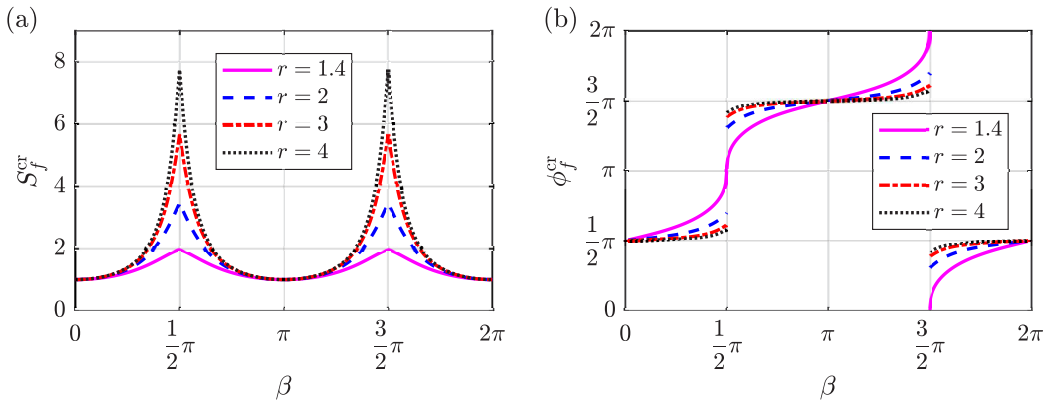 (a)
S_f^cr
8
6
4
2
0
0
1/2 π
π
3/2 π
2π
β
r = 1.4
r = 2
r = 3
r = 4
(b)
ϕ_f^cr
2π
3/2 π
π
1/2 π
0
0
1/2 π
π
3/2 π
2π
β
r = 1.4
r = 2
r = 3
r = 4